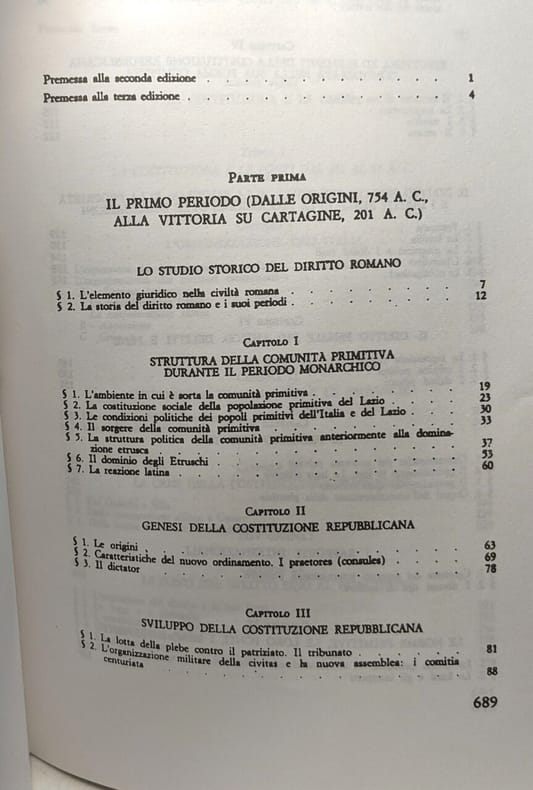 Premessa alla seconda edizione . . . . . . . . . . . 1
Premessa alla terza edizione . . . . . . . . . . . . 4
PARTE PRIMA
IL PRIMO PERIODO (DALLE ORIGINI, 754 A. C.,
ALLA VITTORIA SU CARTAGINE, 201 A. C.)
LO STUDIO STORICO DEL DIRITTO ROMANO
§ 1. L'elemento giuridico nella civiltà romana . . . . . . . 7
§ 2. La storia del diritto romano e i suoi periodi . . . . . . . 12
CAPITOLO I
STRUTTURA DELLA COMUNITÀ PRIMITIVA
DURANTE IL PERIODO MONARCHICO
§ 1. L'ambiente in cui è sorta la comunità primitiva . . . . . . 19
§ 2. La costituzione sociale della popolazione primitiva del Lazio . . . 23
§ 3. Le condizioni politiche dei popoli primitivi dell'Italia e del Lazio . . 30
§ 4. Il sorgere della comunità primitiva . . . . . . . . 33
§ 5. La struttura politica della comunità primitiva anteriormente alla domina-
zione etrusca . . . . . . . . . . . . 37
§ 6. Il dominio degli Etruschi . . . . . . . . . . 53
§ 7. La reazione latina . . . . . . . . . . . 60
CAPITOLO II
GENESI DELLA COSTITUZIONE REPUBBLICANA
§ 1. Le origini . . . . . . . . . . . . 63
§ 2. Caratteristiche del nuovo ordinamento. I praetores (consules) . . . 69
§ 3. Il dictator . . . . . . . . . . . . 78
CAPITOLO III
SVILUPPO DELLA COSTITUZIONE REPUBBLICANA
§ 1. La lotta della plebe contro il patriziato. Il tribunato . . . . . 81
§ 2. L'organizzazione militare della civitas e la nuova assemblea: i comitia
centuriata . . . . . . . . . . . . 88
689